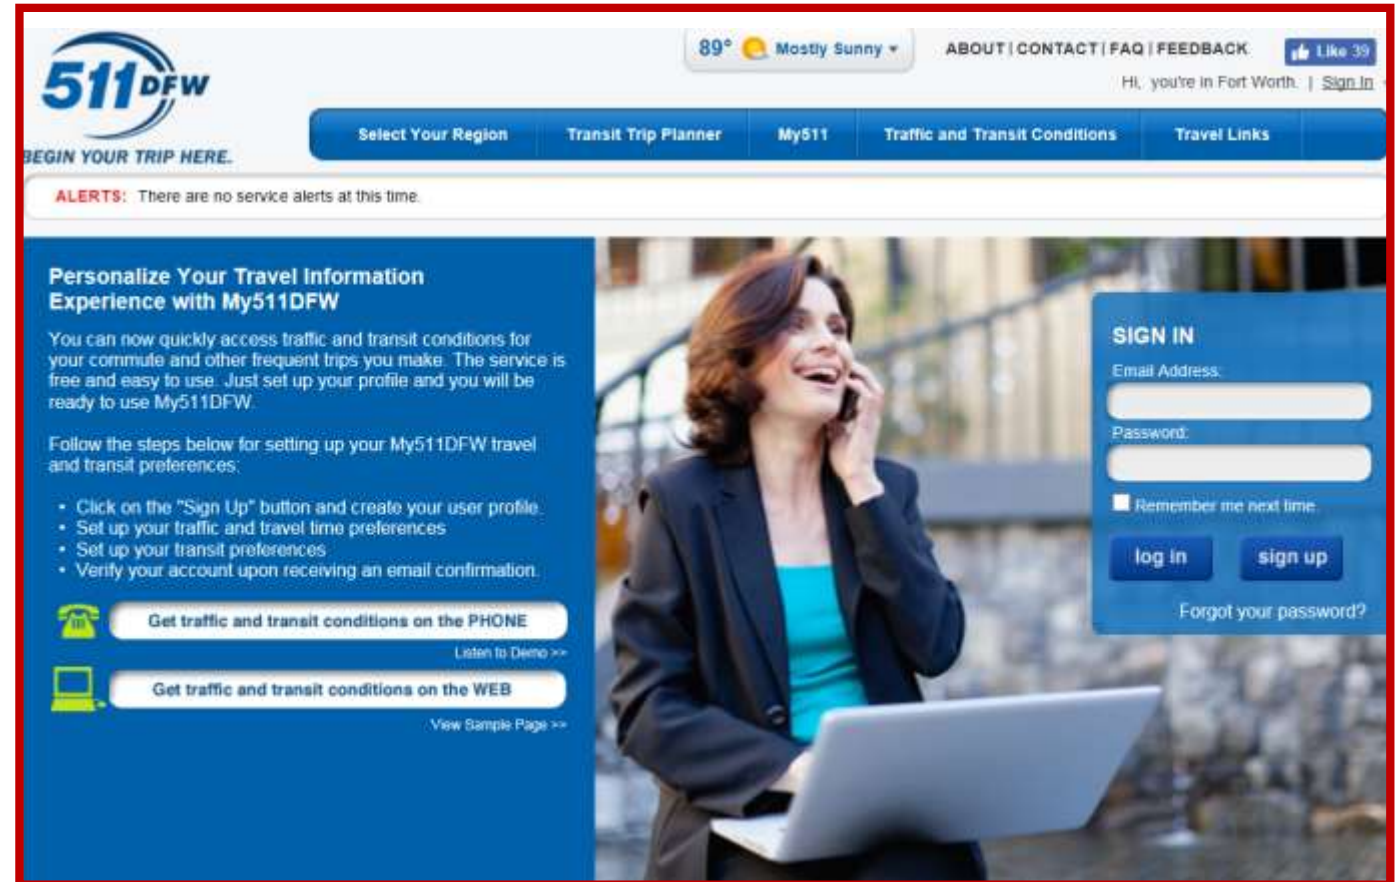 511 DFW
BEGIN YOUR TRIP HERE.
89° Mostly Sunny
ABOUT | CONTACT | FAQ | FEEDBACK
Like 39
Hi, you're in Fort Worth. | Sign In
Select Your Region Transit Trip Planner My511 Traffic and Transit Conditions Travel Links
ALERTS: There are no service alerts at this time.
Personalize Your Travel Information
Experience with My511DFW
You can now quickly access traffic and transit conditions for
your commute and other frequent trips you make. The service is
free and easy to use. Just set up your profile and you will be
ready to use My511DFW.
Follow the steps below for setting up your My511DFW travel
and transit preferences:
• Click on the "Sign Up" button and create your user profile.
• Set up your traffic and travel time preferences
• Set up your transit preferences
• Verify your account upon receiving an email confirmation.
Get traffic and transit conditions on the PHONE
Listen to Demo >>
Get traffic and transit conditions on the WEB
View Sample Page >>
SIGN IN
Email Address:
Password:
Remember me next time.
log in sign up
Forgot your password?